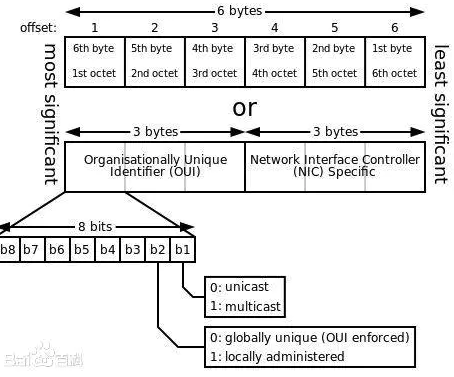 6 bytes
offset: 1 2 3 4 5 6
6th byte 5th byte 4th byte 3rd byte 2nd byte 1st byte
1st octet 2nd octet 3rd octet 4th octet 5th octet 6th octet
most significant
least significant
or
3 bytes 3 bytes
Organisationally Unique
Identifier (OUI)
Network Interface Controller
(NIC) Specific
8 bits
b8 b7 b6 b5 b4 b3 b2 b1
0: unicast
1: multicast
0: globally unique (OUI enforced)
1: locally administered
Bai百科